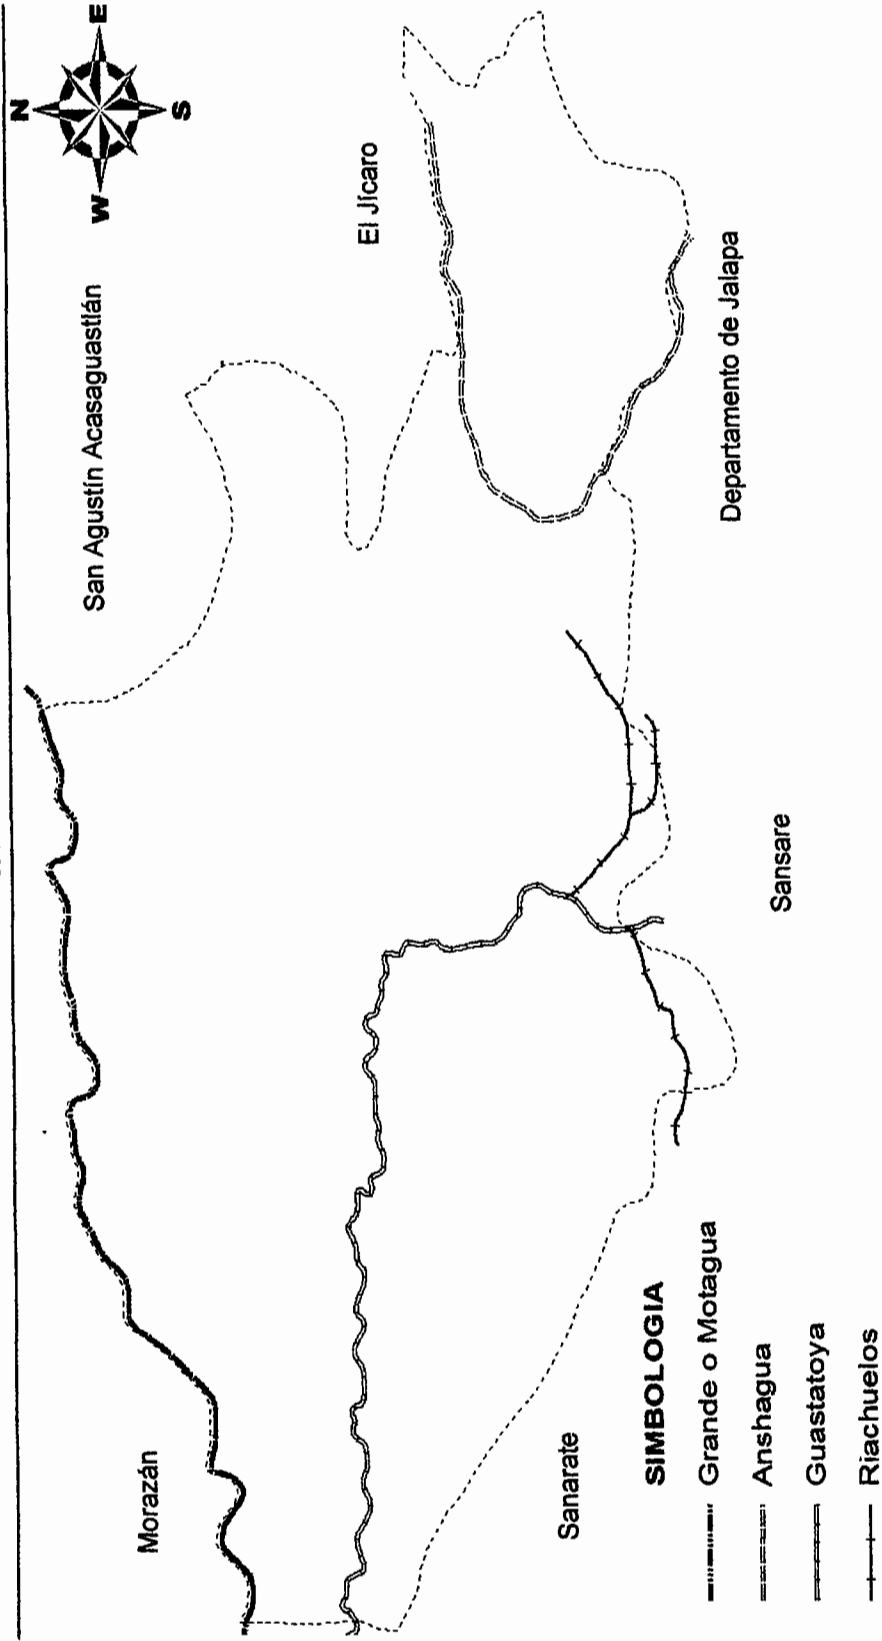 N
W
E
S
San Agustín Acasaguastlán
Morazán
El Jícaro
Departamento de Jalapa
Sansare
Sanarate
SIMBOLOGIA
Grande o Motagua
Anshagua
Guastatoya
Riachuelos